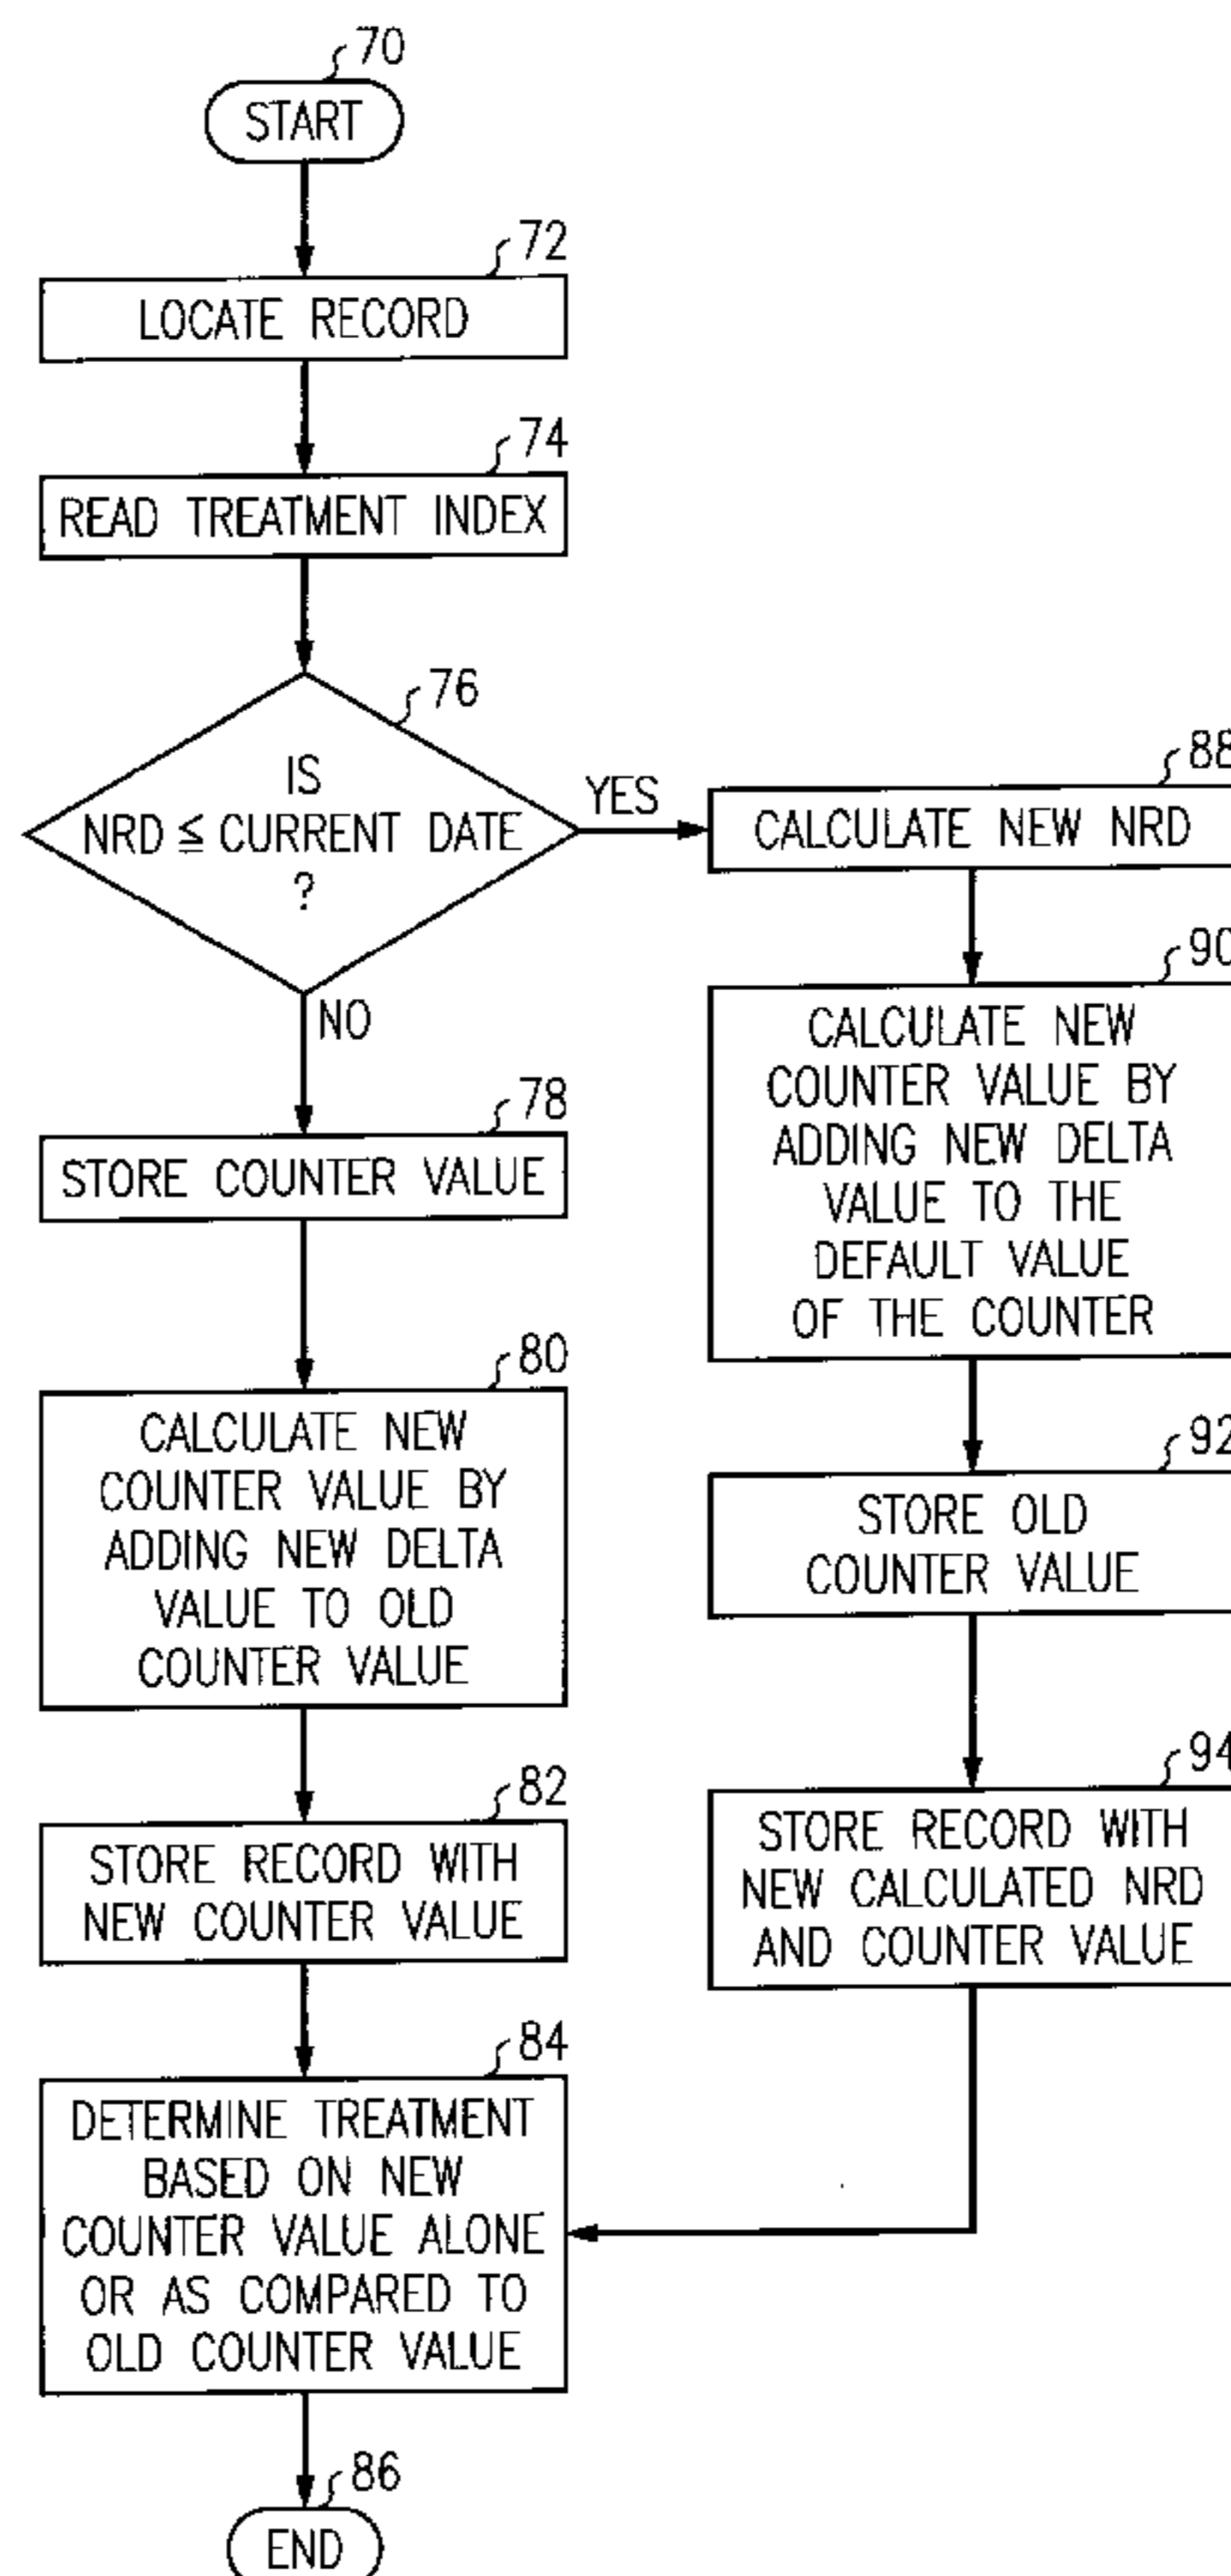 70
START
72
LOCATE RECORD
74
READ TREATMENT INDEX
76
IS
NRD ≤ CURRENT DATE
?
YES
NO
78
STORE COUNTER VALUE
80
CALCULATE NEW
COUNTER VALUE BY
ADDING NEW DELTA
VALUE TO OLD
COUNTER VALUE
82
STORE RECORD WITH
NEW COUNTER VALUE
84
DETERMINE TREATMENT
BASED ON NEW
COUNTER VALUE ALONE
OR AS COMPARED TO
OLD COUNTER VALUE
86
END
88
CALCULATE NEW NRD
90
CALCULATE NEW
COUNTER VALUE BY
ADDING NEW DELTA
VALUE TO THE
DEFAULT VALUE
OF THE COUNTER
92
STORE OLD
COUNTER VALUE
94
STORE RECORD WITH
NEW CALCULATED NRD
AND COUNTER VALUE